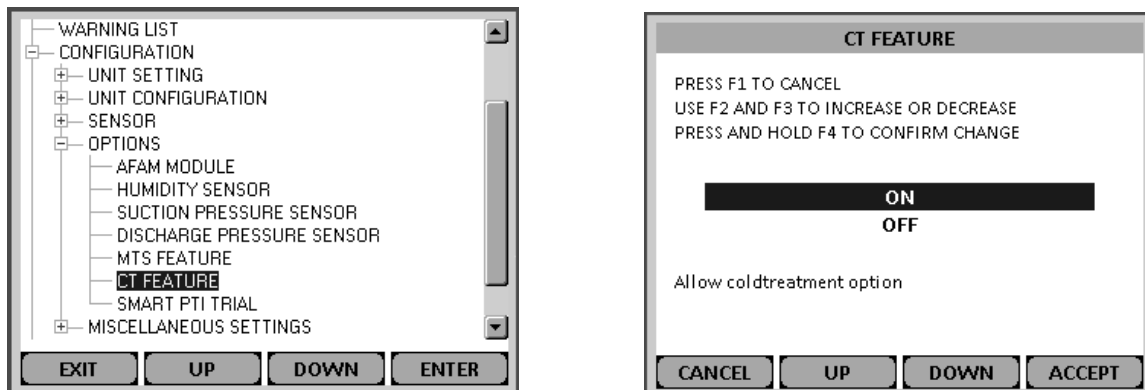 WARNING LIST
CONFIGURATION
UNIT SETTING
UNIT CONFIGURATION
SENSOR
OPTIONS
AFAM MODULE
HUMIDITY SENSOR
SUCTION PRESSURE SENSOR
DISCHARGE PRESSURE SENSOR
MTS FEATURE
CT FEATURE
SMART PTI TRIAL
MISCELLANEOUS SETTINGS
EXIT UP DOWN ENTER
CT FEATURE
PRESS F1 TO CANCEL
USE F2 AND F3 TO INCREASE OR DECREASE
PRESS AND HOLD F4 TO CONFIRM CHANGE
ON
OFF
Allow coldtreatment option
CANCEL UP DOWN ACCEPT